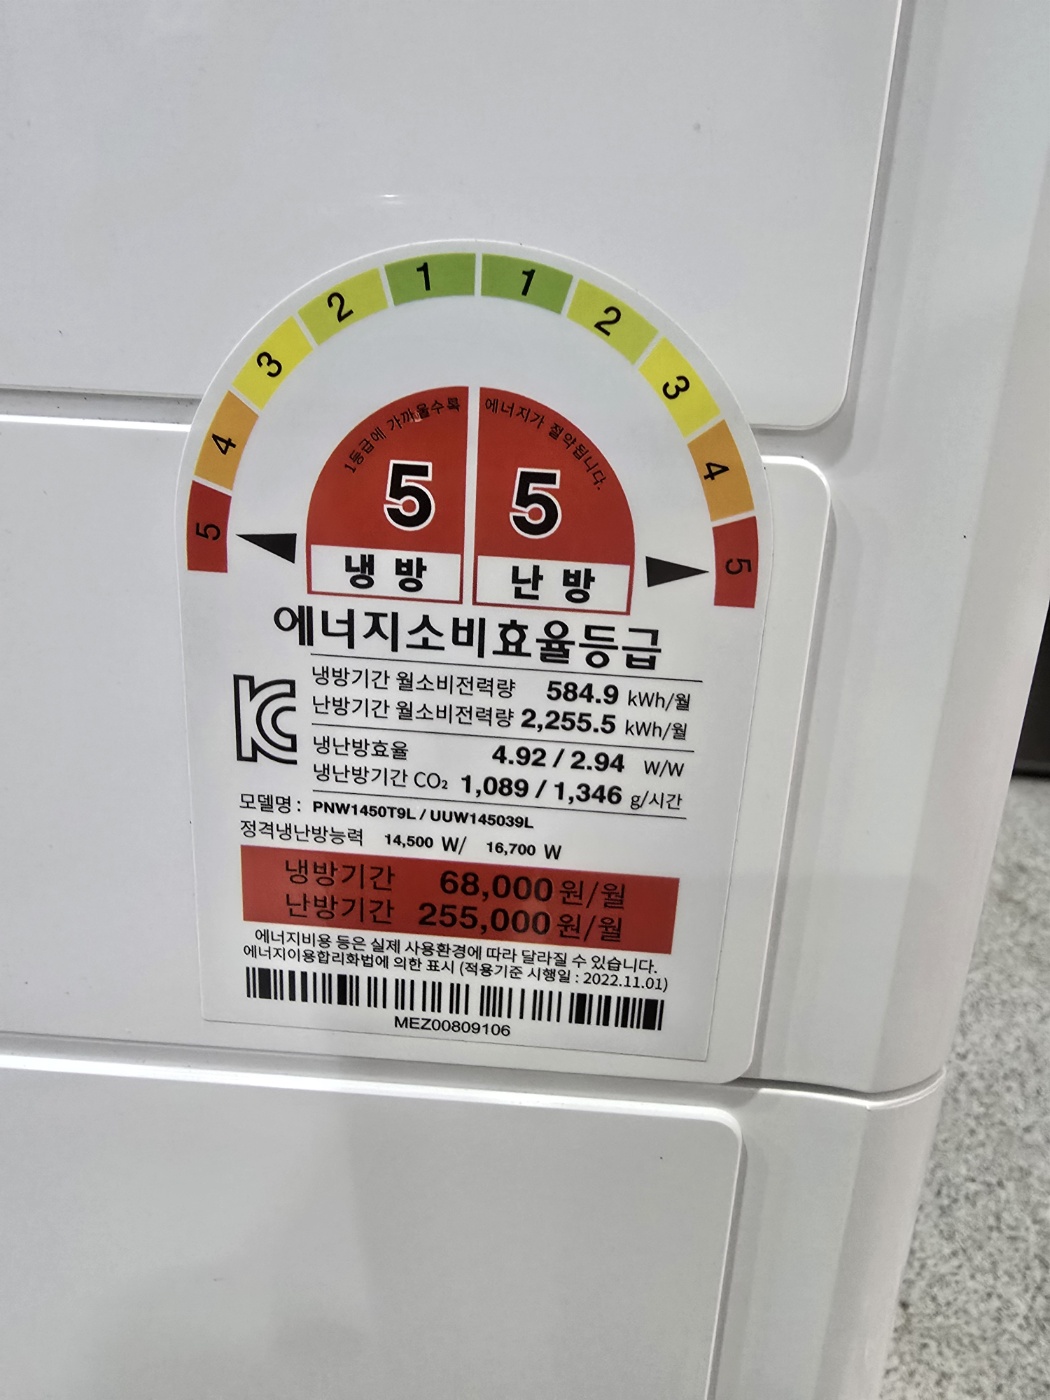 1 1
2 2
3 3
4 4
5 5
1등급에 가까울수록 에너지가 절약됩니다.
5 5
냉방 난방
에너지소비효율등급
냉방기간 월소비전력량 584.9 kWh/월
난방기간 월소비전력량 2,255.5 kWh/월
냉난방효율 4.92 / 2.94 W/W
냉난방기간 CO₂ 1,089 / 1,346 g/시간
모델명 : PNW1450T9L / UUW145039L
정격냉난방능력 14,500 W/ 16,700 W
냉방기간 68,000원/월
난방기간 255,000원/월
에너지비용 등은 실제 사용환경에 따라 달라질 수 있습니다.
에너지이용합리화법에 의한 표시 (적용기준 시행일 : 2022.11.01)
MEZ00809106